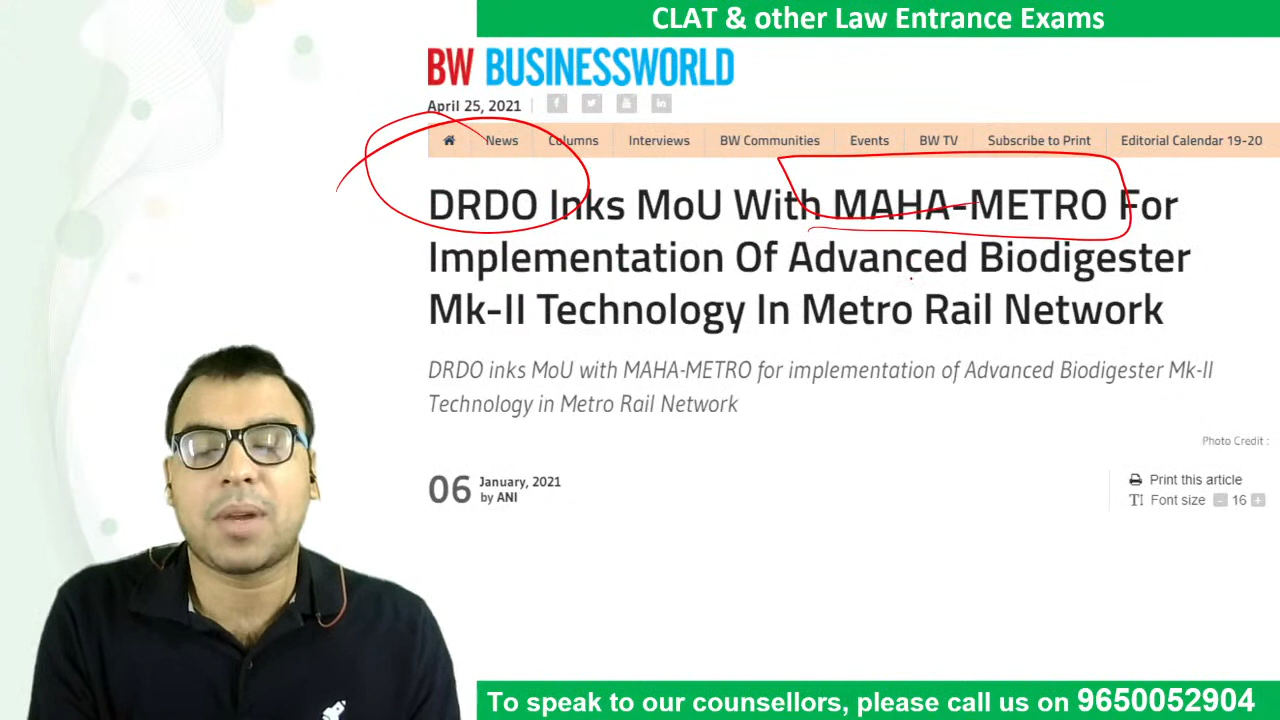 CLAT & other Law Entrance Exams
BW BUSINESSWORLD
April 25, 2021
News Columns Interviews BW Communities Events BW TV Subscribe to Print Editorial Calendar 19-20
DRDO Inks MoU With MAHA-METRO For
Implementation Of Advanced Biodigester
Mk-II Technology In Metro Rail Network
DRDO inks MoU with MAHA-METRO for implementation of Advanced Biodigester Mk-II
Technology in Metro Rail Network
Photo Credit :
06 January, 2021
by ANI
Print this article
Font size - 16 +
To speak to our counsellors, please call us on 9650052904